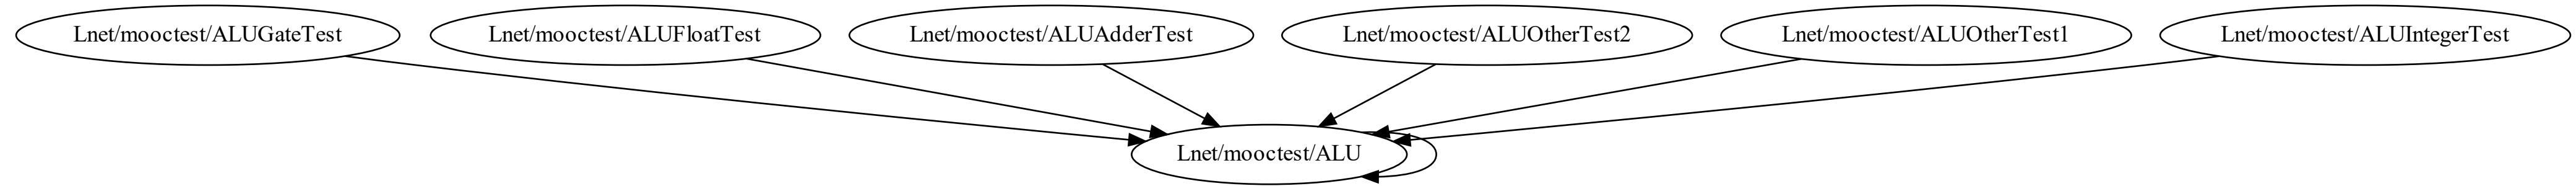 Lnet/mooctest/ALUGateTest
Lnet/mooctest/ALUFloatTest
Lnet/mooctest/ALUAdderTest
Lnet/mooctest/ALUOtherTest2
Lnet/mooctest/ALUOtherTest1
Lnet/mooctest/ALUIntegerTest
Lnet/mooctest/ALU